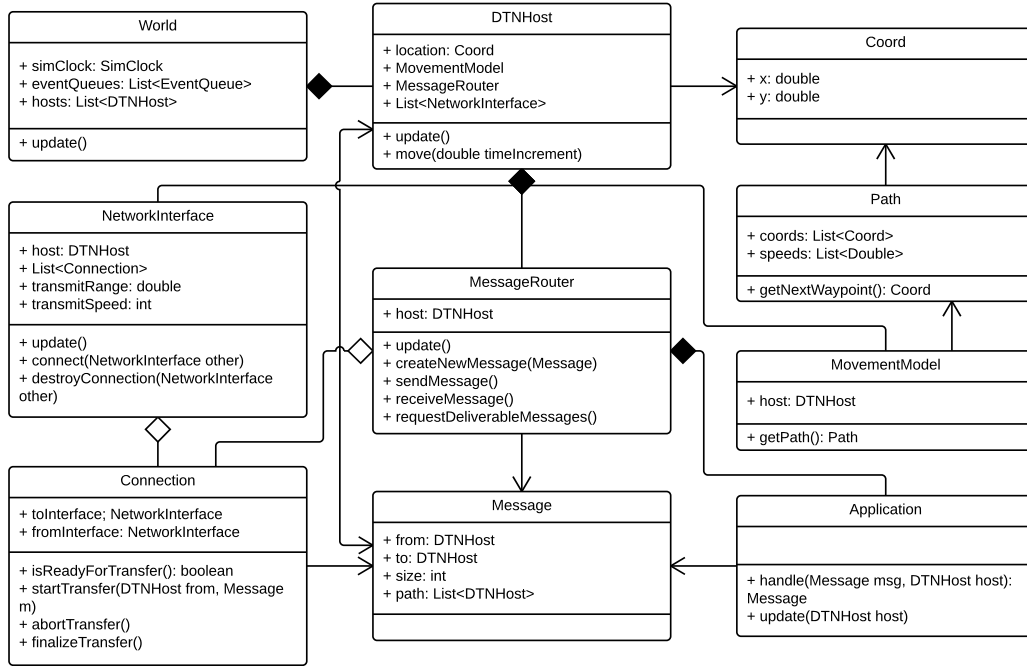 World
+ simClock: SimClock
+ eventQueues: List<EventQueue>
+ hosts: List<DTNHost>
+ update()
DTNHost
+ location: Coord
+ MovementModel
+ MessageRouter
+ List<NetworkInterface>
+ update()
+ move(double timeIncrement)
Coord
+ x: double
+ y: double
NetworkInterface
+ host: DTNHost
+ List<Connection>
+ transmitRange: double
+ transmitSpeed: int
+ update()
+ connect(NetworkInterface other)
+ destroyConnection(NetworkInterface
other)
MessageRouter
+ host: DTNHost
+ update()
+ createNewMessage(Message)
+ sendMessage()
+ receiveMessage()
+ requestDeliverableMessages()
Path
+ coords: List<Coord>
+ speeds: List<Double>
+ getNextWaypoint(): Coord
MovementModel
+ host: DTNHost
+ getPath(): Path
Connection
+ toInterface; NetworkInterface
+ fromInterface: NetworkInterface
+ isReadyForTransfer(): boolean
+ startTransfer(DTNHost from, Message
m)
+ abortTransfer()
+ finalizeTransfer()
Message
+ from: DTNHost
+ to: DTNHost
+ size: int
+ path: List<DTNHost>
Application
+ handle(Message msg, DTNHost host):
Message
+ update(DTNHost host)